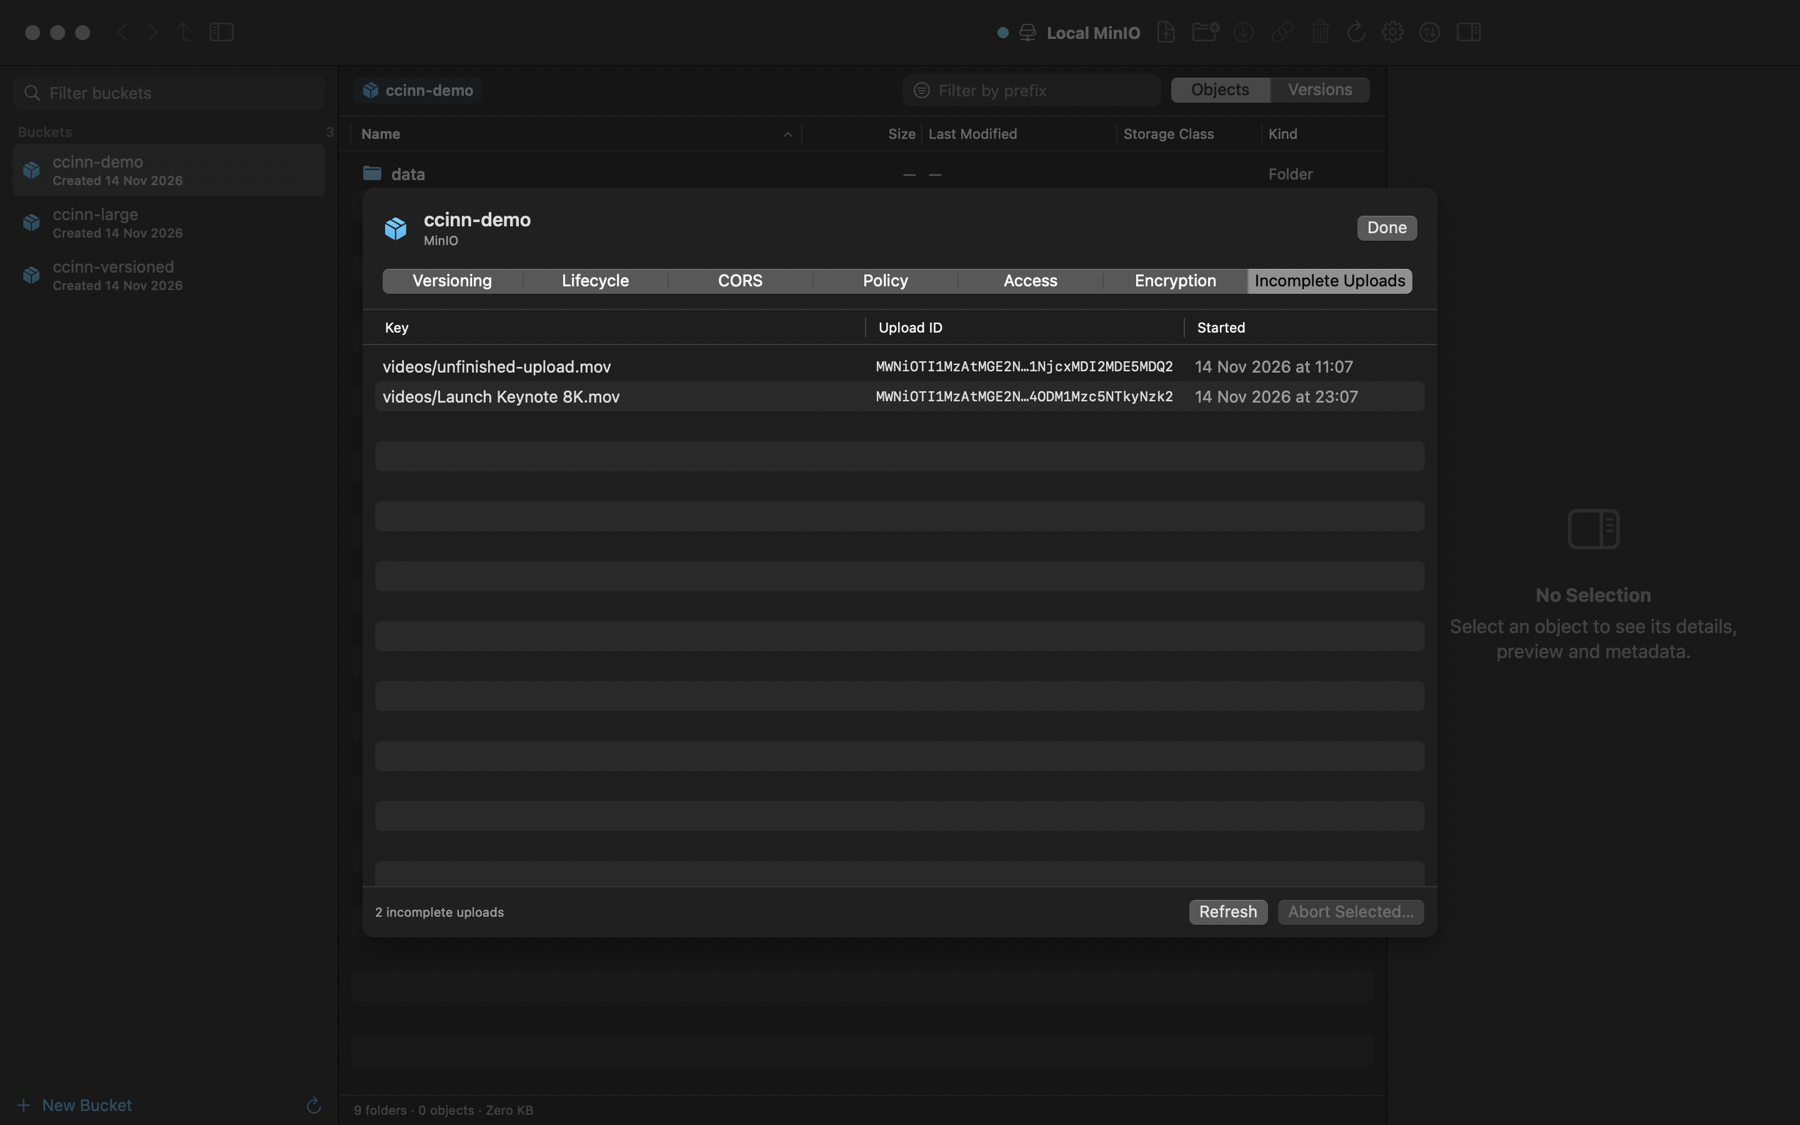 Local MinIO
Filter buckets
Buckets 3
ccinn-demo
Created 14 Nov 2026
ccinn-large
Created 14 Nov 2026
ccinn-versioned
Created 14 Nov 2026
New Bucket
ccinn-demo
Filter by prefix
Objects Versions
Name Size Last Modified Storage Class Kind
data — — Folder
ccinn-demo
MinIO
Done
Versioning Lifecycle CORS Policy Access Encryption Incomplete Uploads
Key Upload ID Started
videos/unfinished-upload.mov MWNiOTI1MzAtMGE2N…1NjcxMDI2MDE5MDQ2 14 Nov 2026 at 11:07
videos/Launch Keynote 8K.mov MWNiOTI1MzAtMGE2N…4ODM1Mzc5NTkyNzk2 14 Nov 2026 at 23:07
2 incomplete uploads
Refresh Abort Selected...
9 folders · 0 objects · Zero KB
No Selection
Select an object to see its details,
preview and metadata.